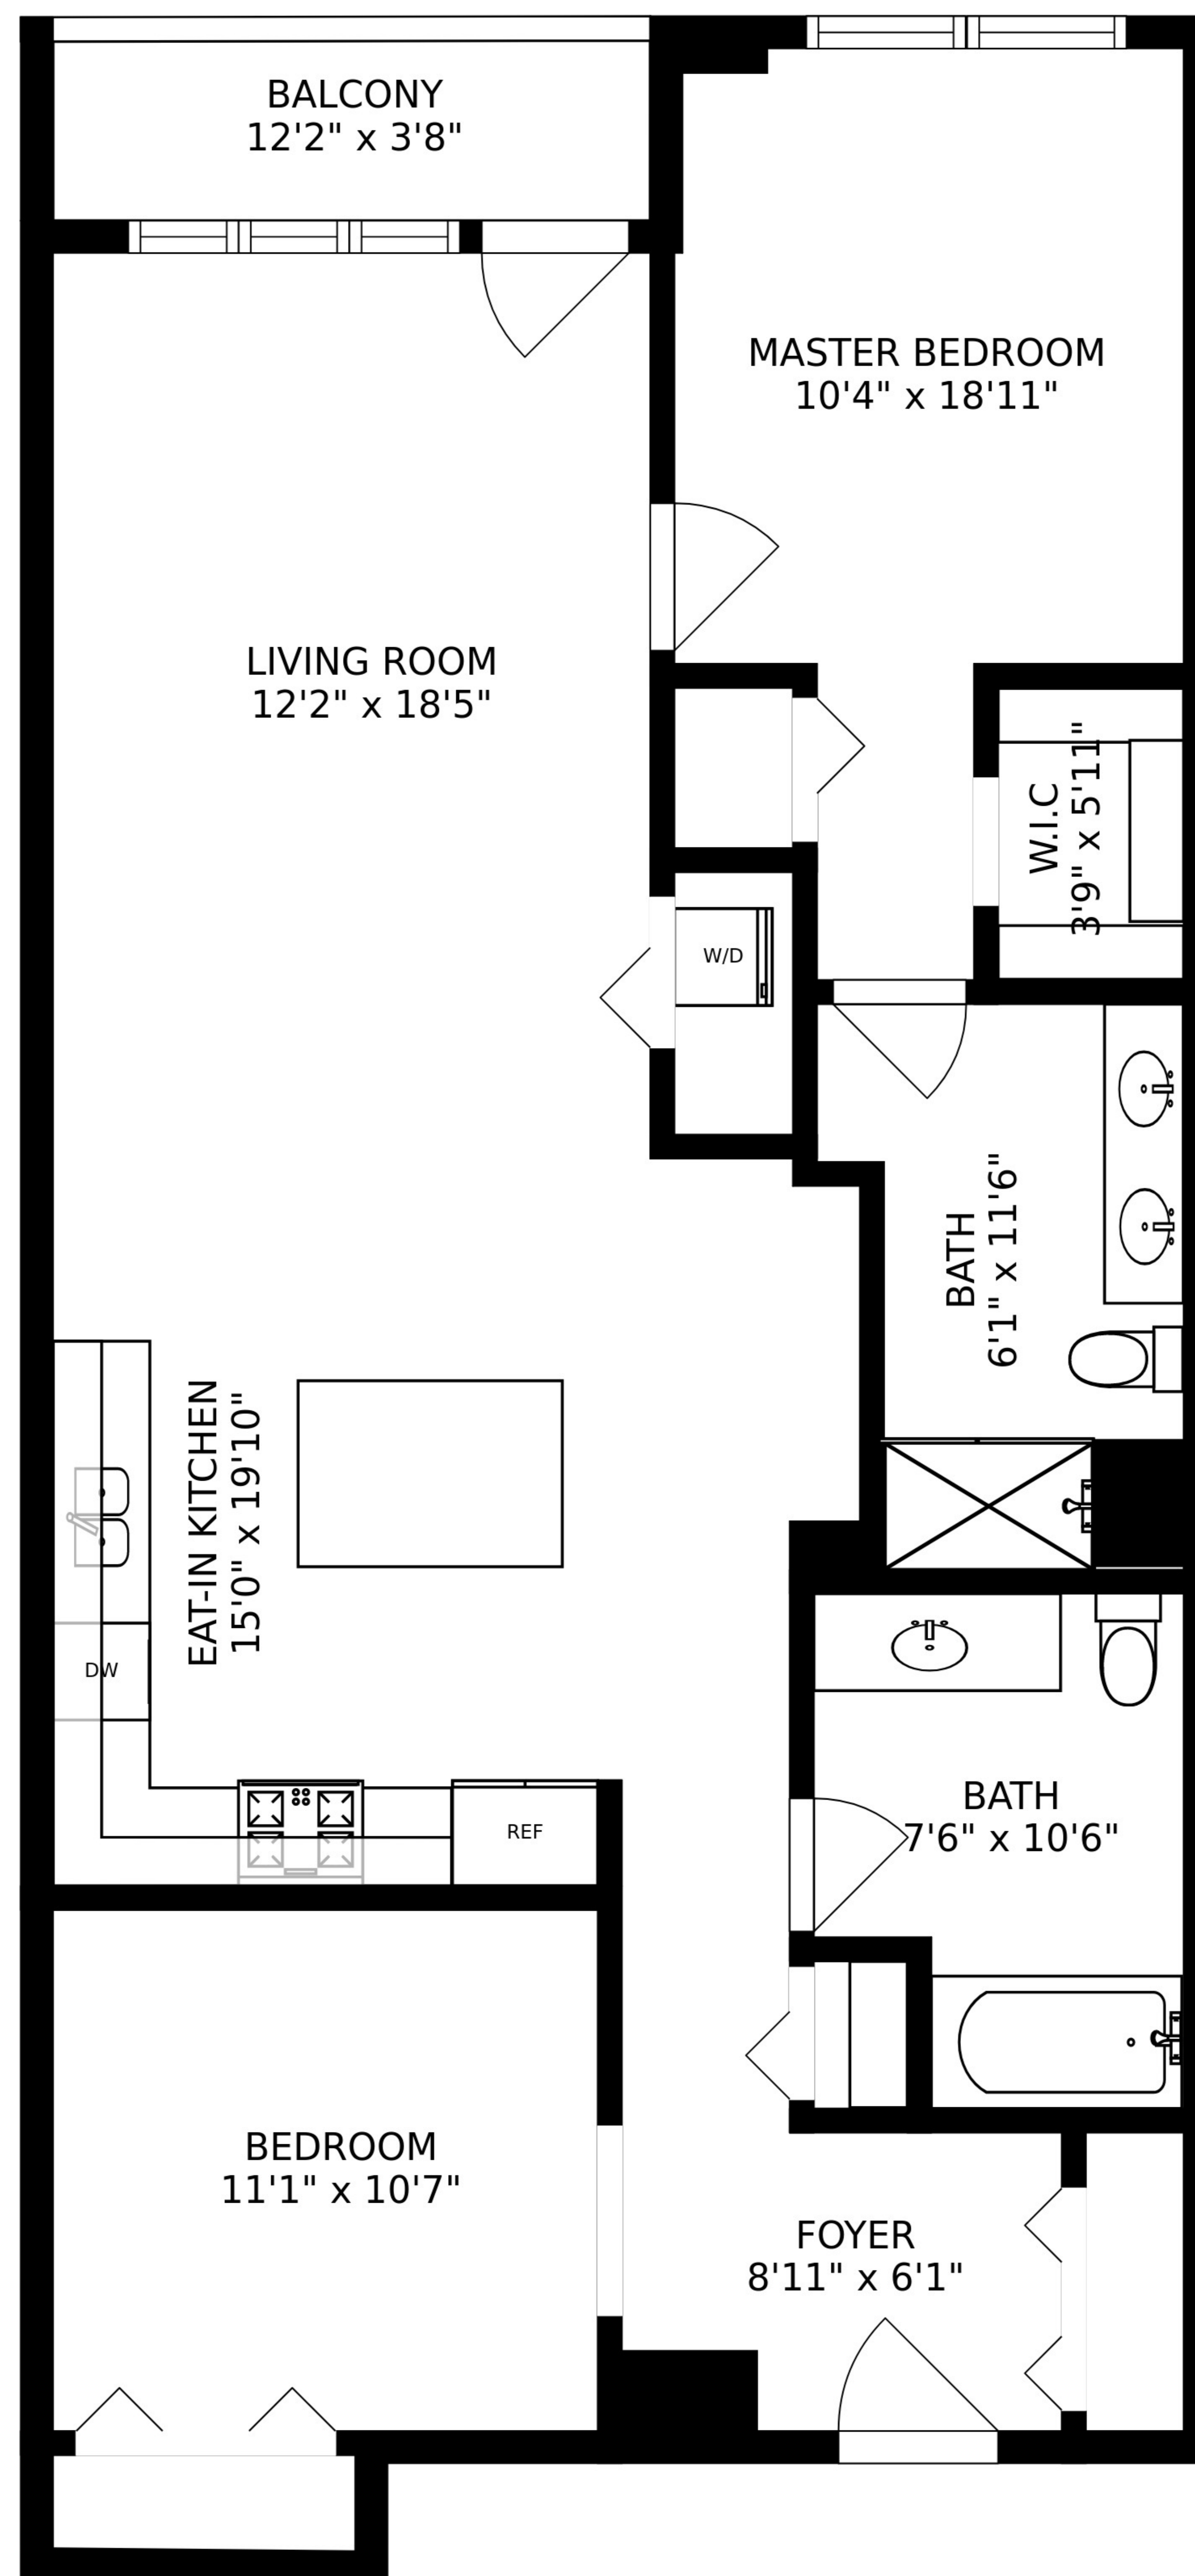 BALCONY
12'2" x 3'8"
MASTER BEDROOM
10'4" x 18'11"
LIVING ROOM
12'2" x 18'5"
W.I.C
3'9" x 5'11"
W/D
BATH
6'1" x 11'6"
EAT-IN KITCHEN
15'0" x 19'10"
DW
REF
BATH
7'6" x 10'6"
BEDROOM
11'1" x 10'7"
FOYER
8'11" x 6'1"